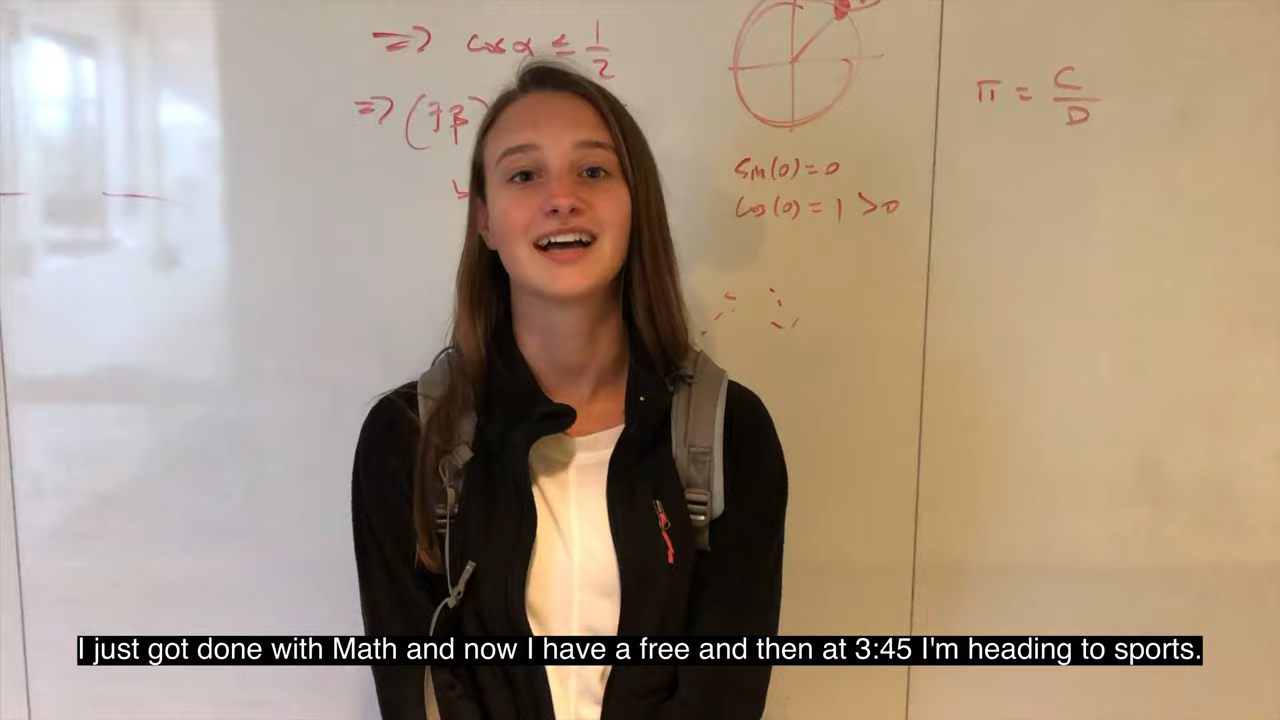 => cos α ≤ 1/2
=> (∃β
π = C/D
sin(0) = 0
cos(0) = 1 > 0
I just got done with Math and now I have a free and then at 3:45 I'm heading to sports.